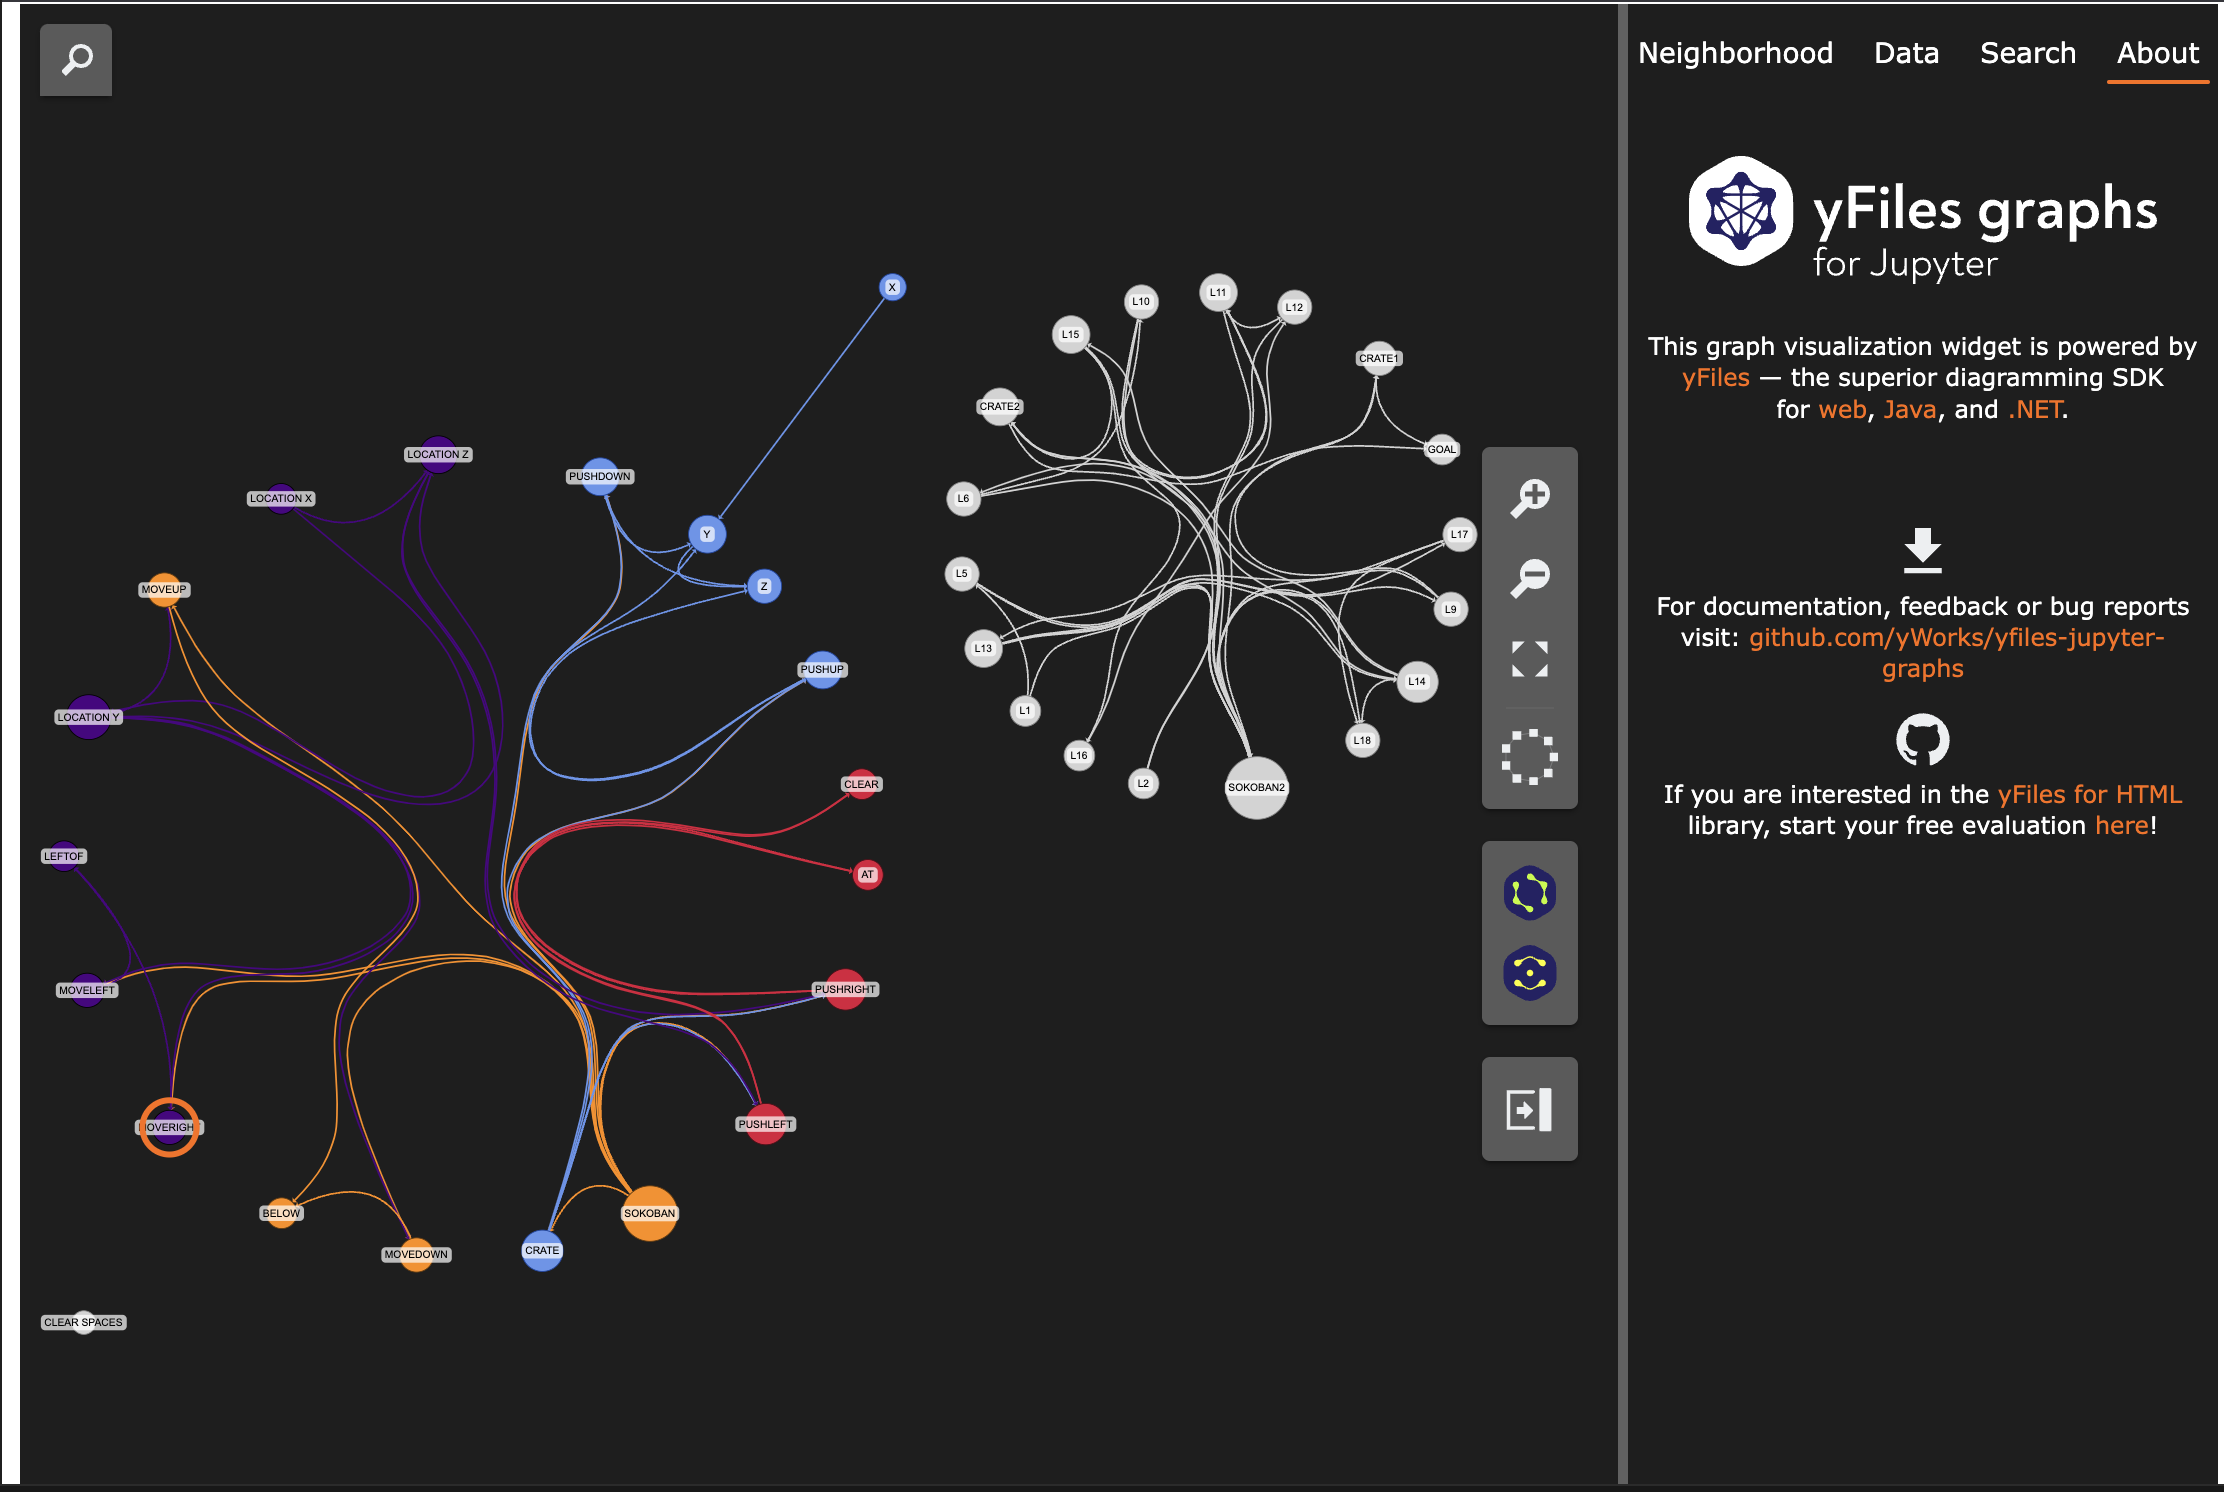 Neighborhood Data Search About
yFiles graphs
for Jupyter
This graph visualization widget is powered by
yFiles — the superior diagramming SDK
for web, Java, and .NET.
For documentation, feedback or bug reports
visit: github.com/yWorks/yfiles-jupyter-
graphs
If you are interested in the yFiles for HTML
library, start your free evaluation here!
X
L11
L10
L12
L15
CRATE1
CRATE2
GOAL
LOCATION Z
PUSHDOWN
LOCATION X
L6
Y
L17
L5
Z
MOVEUP
L9
L13
PUSHUP
L14
L1
LOCATION Y
L18
L16
L2
CLEAR
SOKOBAN2
LEFTOF
AT
MOVELEFT
PUSHRIGHT
PUSHLEFT
OVERIGH
BELOW
SOKOBAN
CRATE
MOVEDOWN
CLEAR SPACES